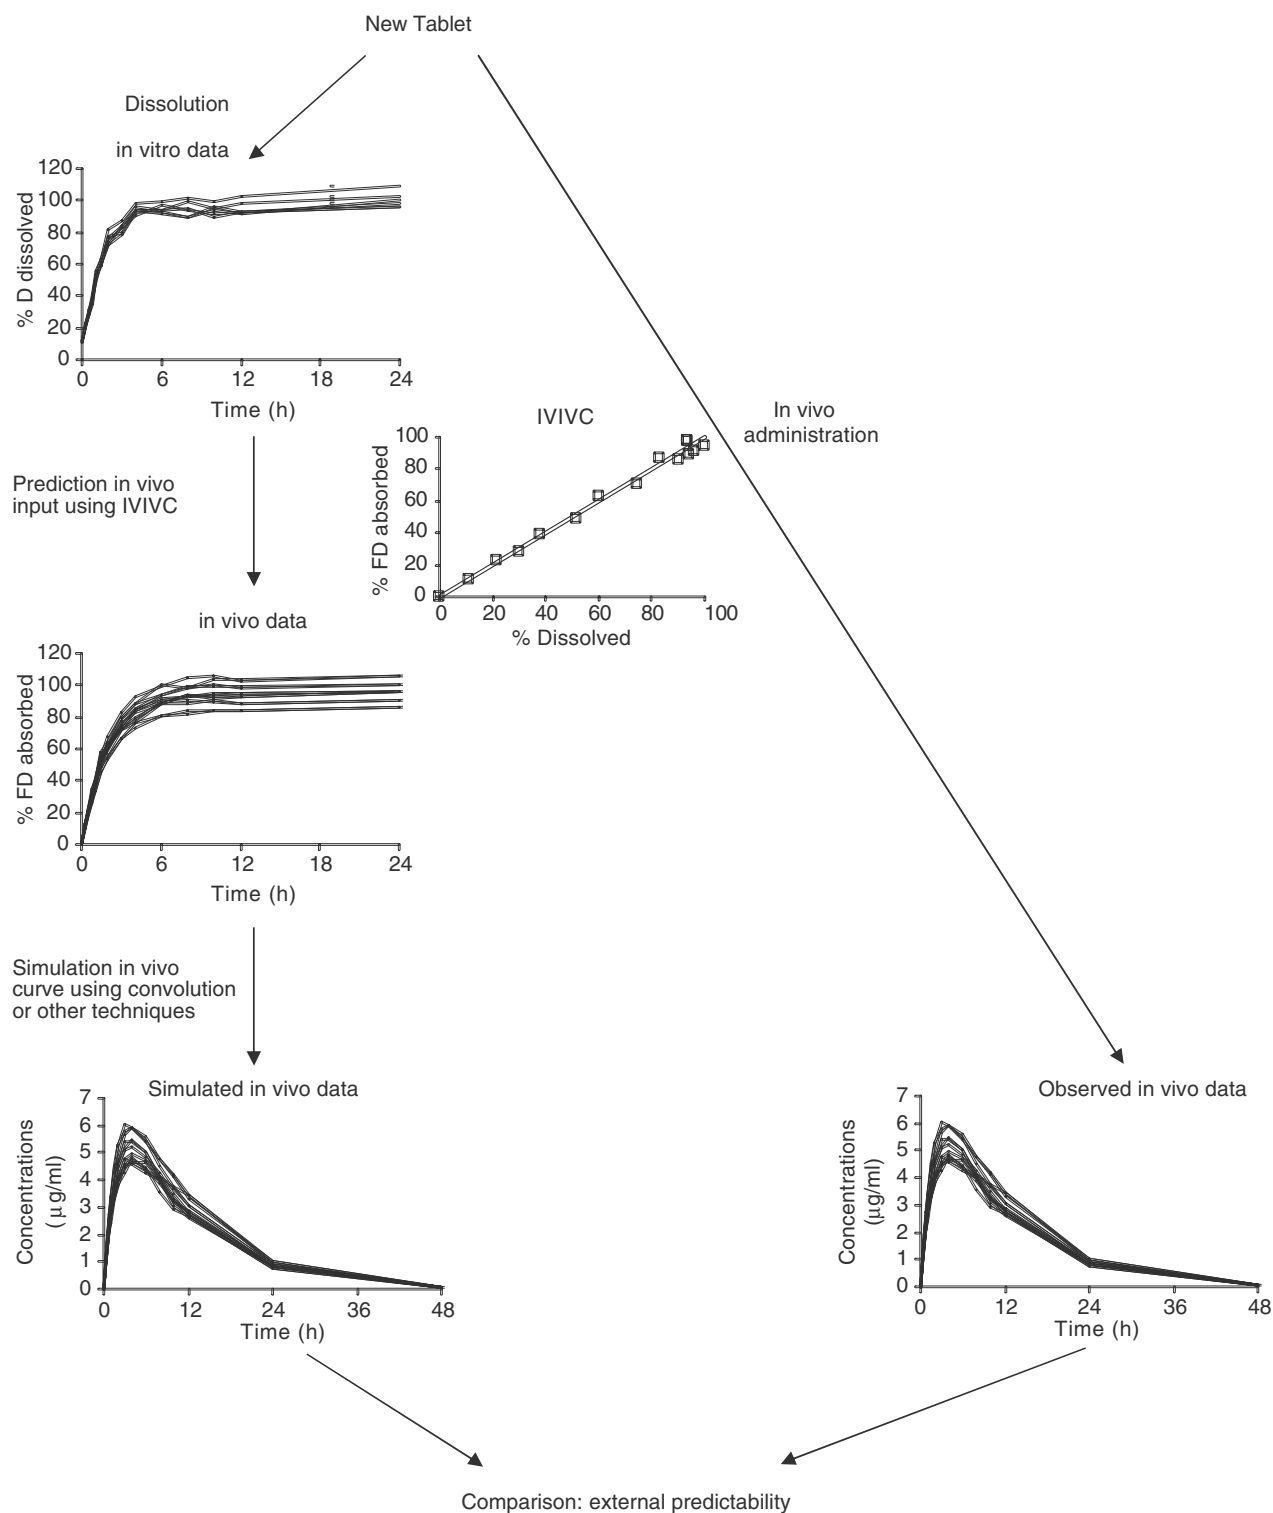 New Tablet
Dissolution
in vitro data
120
100
80
60
40
20
0
% D dissolved
0 6 12 18 24
Time (h)
Prediction in vivo
input using IVIVC
IVIVC
100
80
60
40
20
0
% FD absorbed
0 20 40 60 80 100
% Dissolved
In vivo
administration
in vivo data
120
100
80
60
40
20
0
% FD absorbed
0 6 12 18 24
Time (h)
Simulation in vivo
curve using convolution
or other techniques
Simulated in vivo data
7
6
5
4
3
2
1
0
Concentrations
( µg/ml)
0 12 24 36 48
Time (h)
Observed in vivo data
7
6
5
4
3
2
1
0
Concentrations
(µg/ml)
0 12 24 36 48
Time (h)
Comparison: external predictability